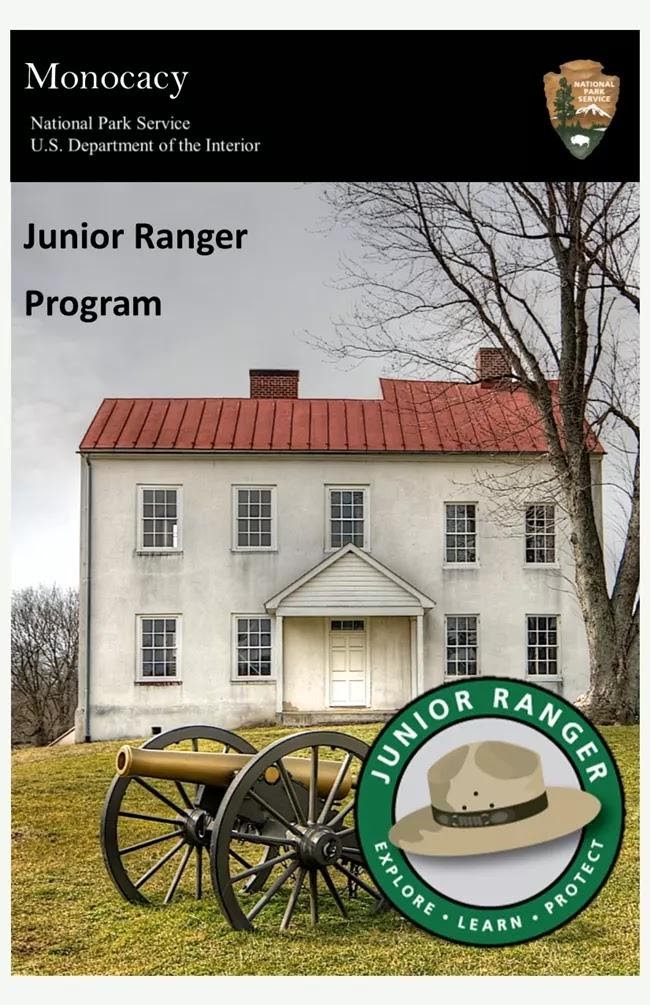 Monocacy
National Park Service
U.S. Department of the Interior
NATIONAL
PARK
SERVICE
Junior Ranger
Program
JUNIOR RANGER
EXPLORE • LEARN • PROTECT